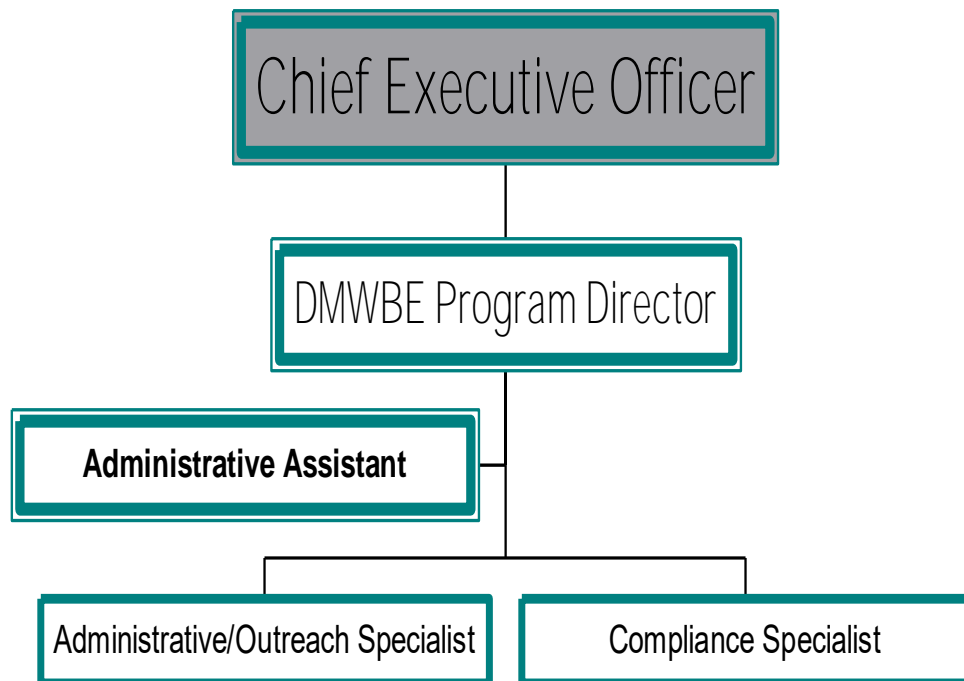 Chief Executive Officer
DMWBE Program Director
Administrative Assistant
Administrative/Outreach Specialist
Compliance Specialist